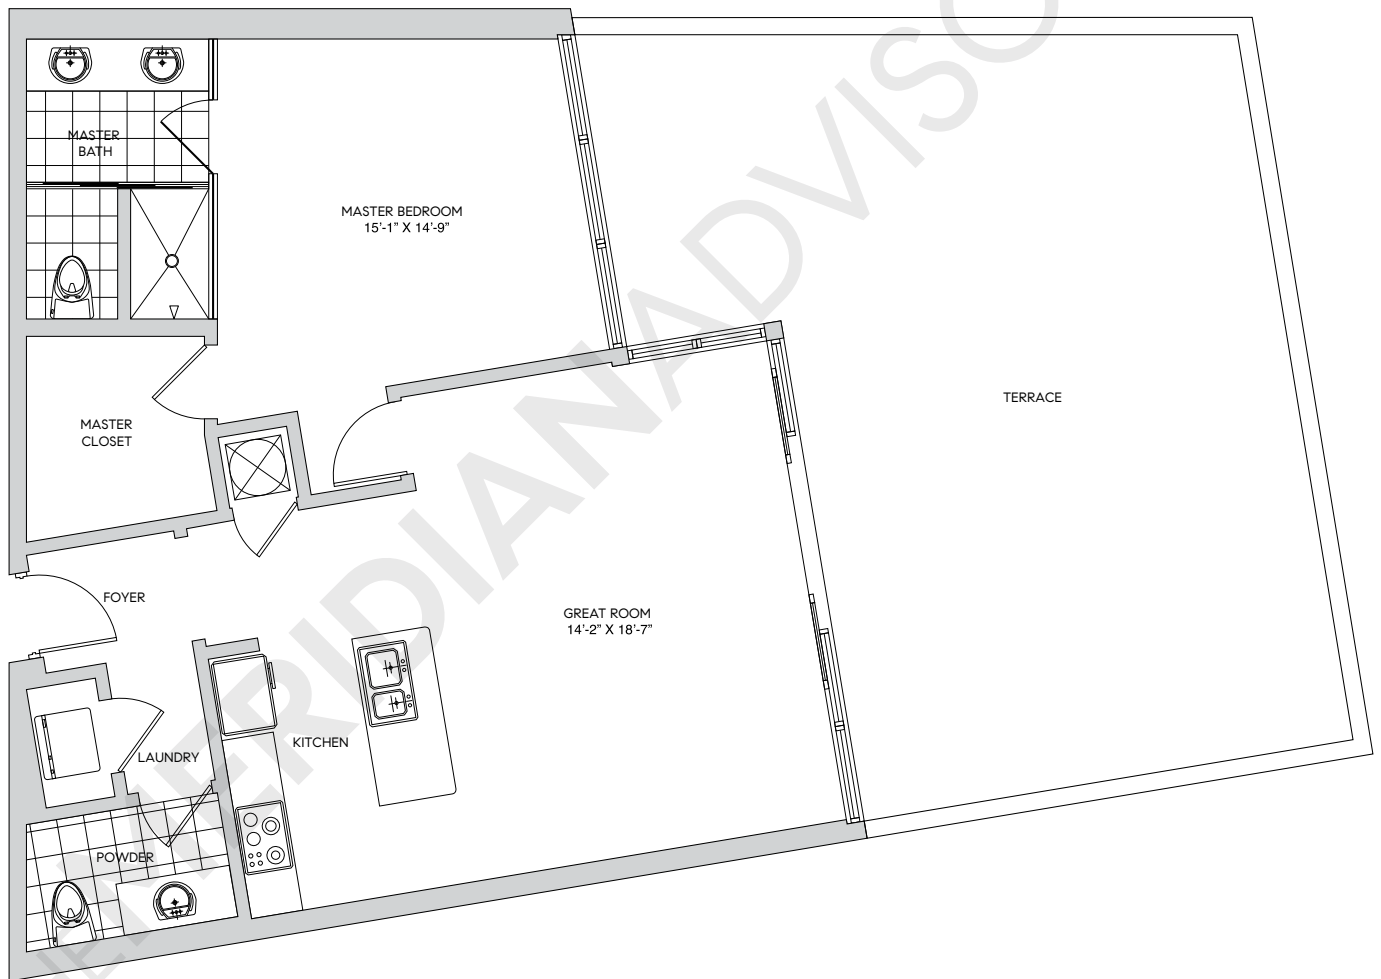 MASTER
BATH
MASTER BEDROOM
15'-1" X 14'-9"
TERRACE
MASTER
CLOSET
FOYER
GREAT ROOM
14'-2" X 18'-7"
KITCHEN
LAUNDRY
POWDER
EMERIDIANADVISO